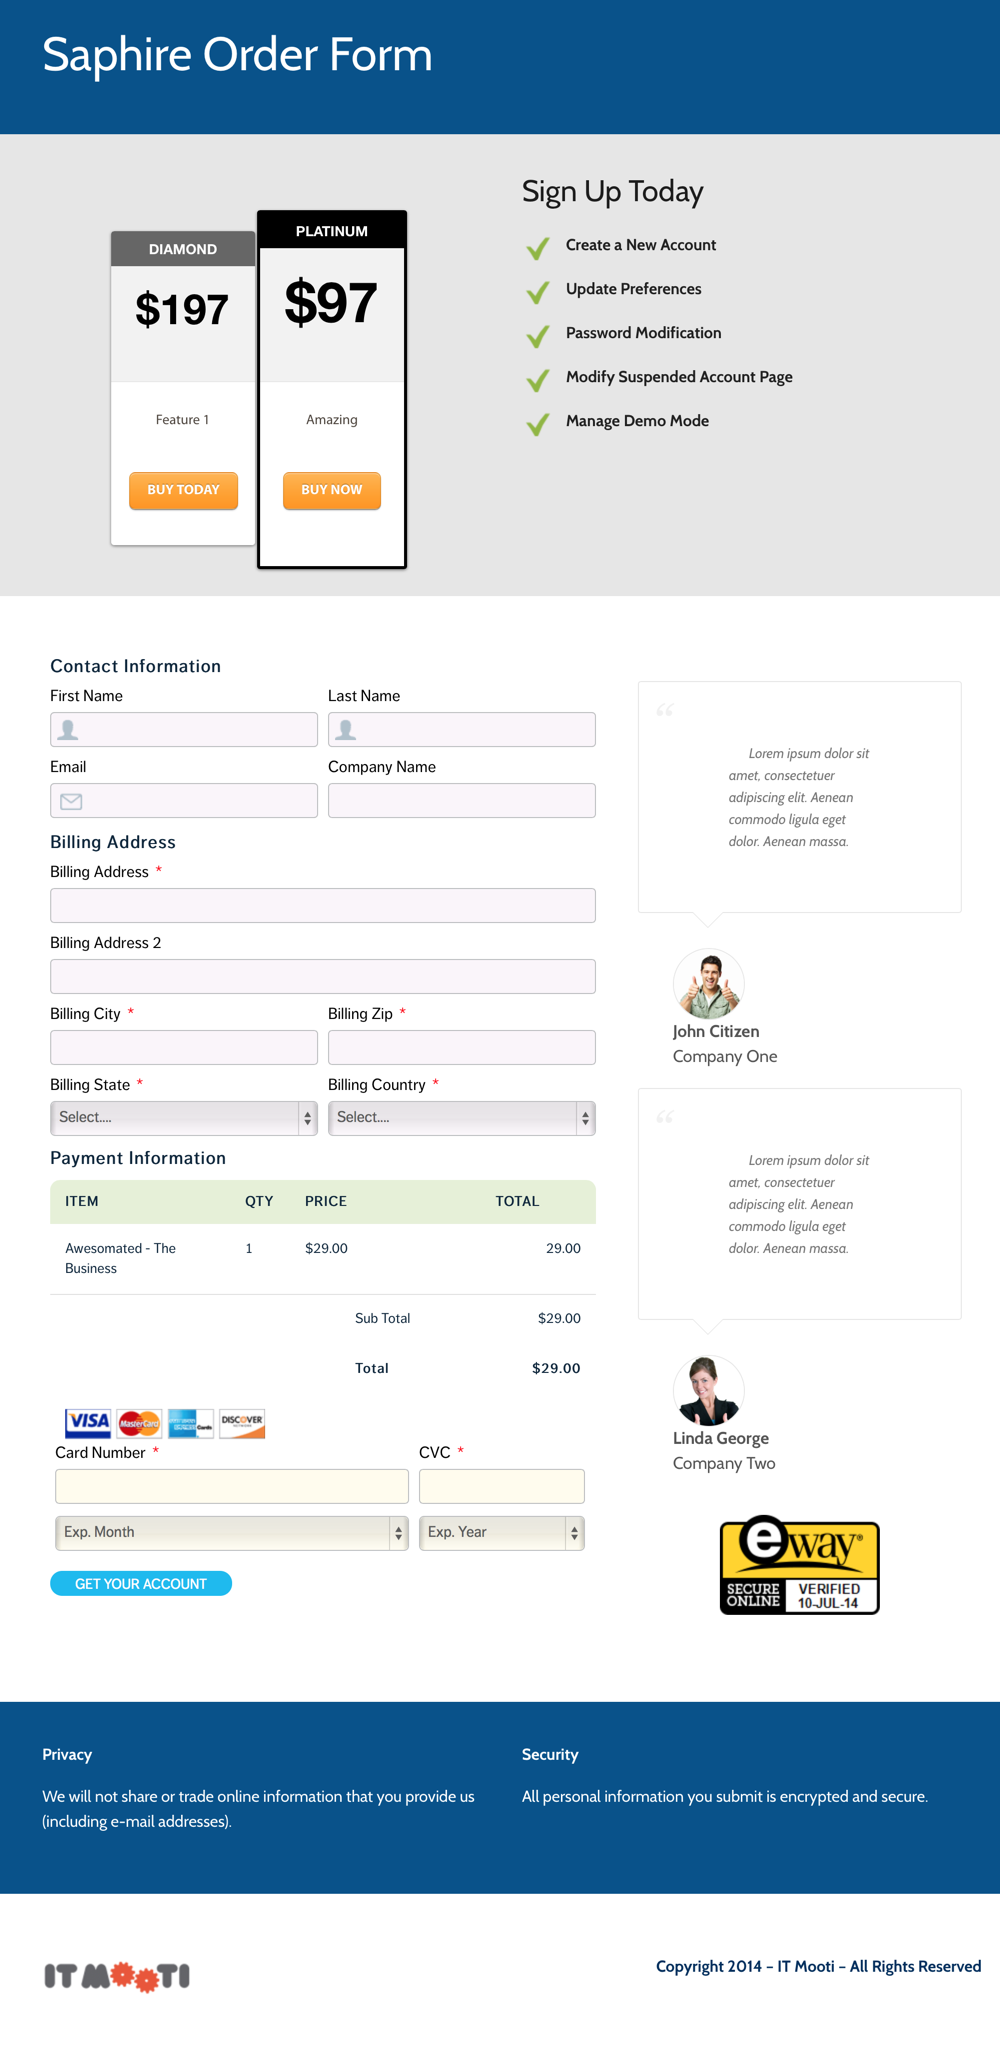 Saphire Order Form
DIAMOND
$197
Feature 1
BUY TODAY
PLATINUM
$97
Amazing
BUY NOW
Sign Up Today
Create a New Account
Update Preferences
Password Modification
Modify Suspended Account Page
Manage Demo Mode
Contact Information
First Name Last Name
Email Company Name
Billing Address
Billing Address *
Billing Address 2
Billing City * Billing Zip *
Billing State * Billing Country *
Select.... Select....
Payment Information
ITEM QTY PRICE TOTAL
Awesomated - The 1 $29.00 29.00
Business
Sub Total $29.00
Total $29.00
VISA MasterCard Cards DISCOVER
Card Number * CVC *
Exp. Month Exp. Year
GET YOUR ACCOUNT
“
Lorem ipsum dolor sit
amet, consectetuer
adipiscing elit. Aenean
commodo ligula eget
dolor. Aenean massa.
John Citizen
Company One
“
Lorem ipsum dolor sit
amet, consectetuer
adipiscing elit. Aenean
commodo ligula eget
dolor. Aenean massa.
Linda George
Company Two
eway®
SECURE VERIFIED
ONLINE 10-JUL-14
Privacy
We will not share or trade online information that you provide us
(including e-mail addresses).
Security
All personal information you submit is encrypted and secure.
IT MOOTI
Copyright 2014 – IT Mooti – All Rights Reserved